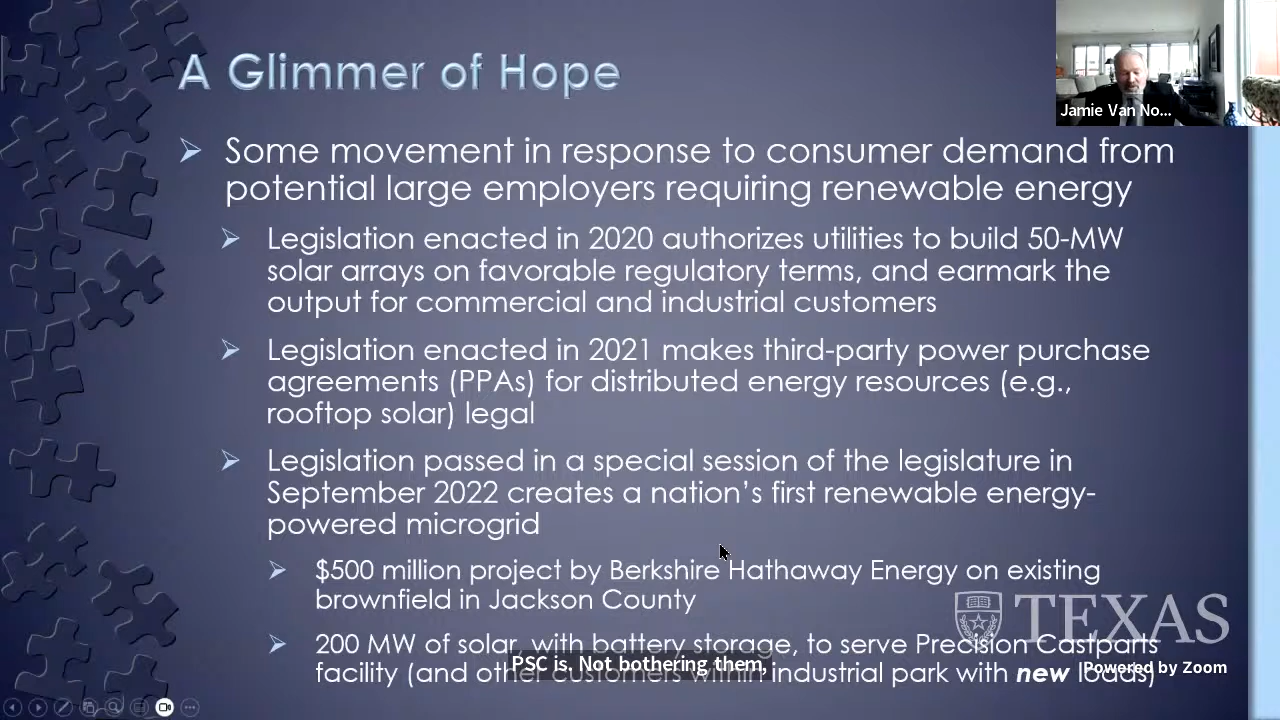 A Glimmer of Hope
Jamie Van No...
Some movement in response to consumer demand from
potential large employers requiring renewable energy
Legislation enacted in 2020 authorizes utilities to build 50-MW
solar arrays on favorable regulatory terms, and earmark the
output for commercial and industrial customers
Legislation enacted in 2021 makes third-party power purchase
agreements (PPAs) for distributed energy resources (e.g.,
rooftop solar) legal
Legislation passed in a special session of the legislature in
September 2022 creates a nation's first renewable energy-
powered microgrid
$500 million project by Berkshire Hathaway Energy on existing
brownfield in Jackson County
TEXAS
200 MW of solar, with battery storage, to serve Precision Castparts
facility (and other customers within industrial park with new loads)
PSC is. Not bothering them,
Powered by Zoom